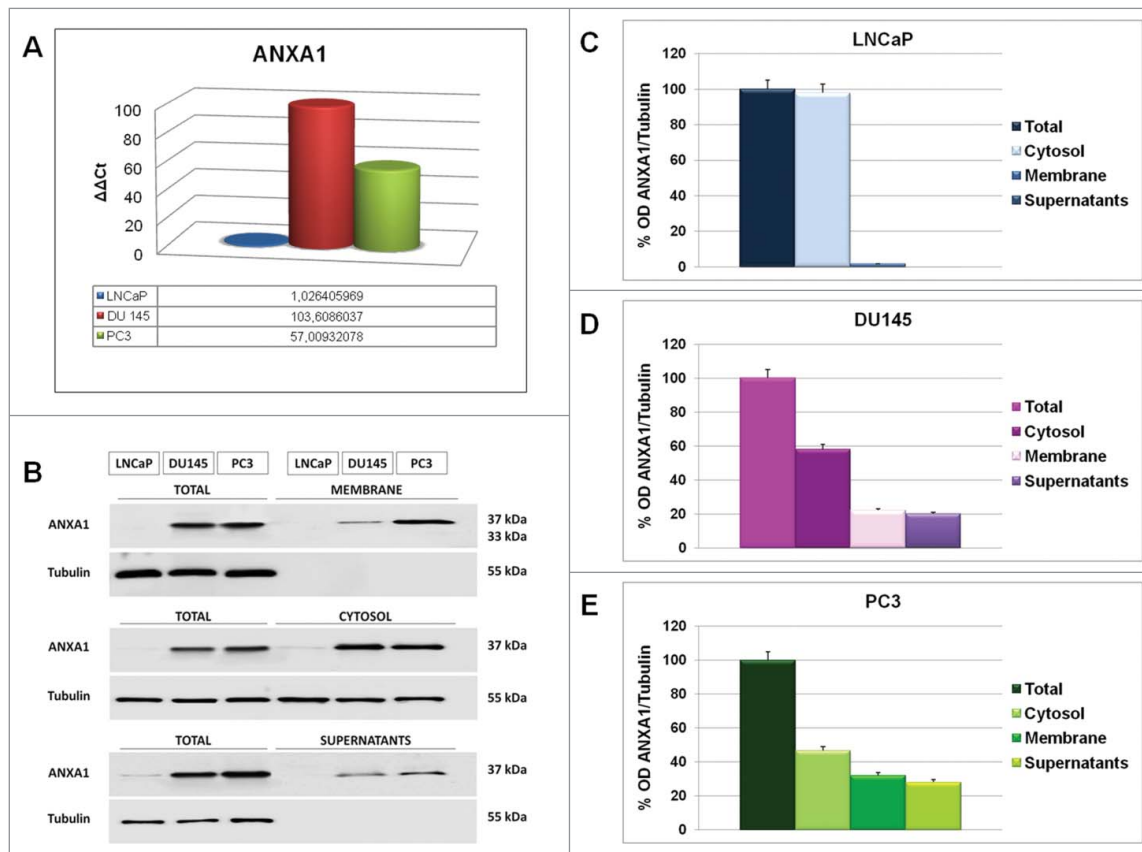 A
ANXA1
ΔΔCt
100
80
60
40
20
0
LNCaP 1,026405969
DU 145 103,6086037
PC3 57,00932078
B
LNCaP DU145 PC3 LNCaP DU145 PC3
TOTAL MEMBRANE
ANXA1 37 kDa
33 kDa
Tubulin 55 kDa
TOTAL CYTOSOL
ANXA1 37 kDa
Tubulin 55 kDa
TOTAL SUPERNATANTS
ANXA1 37 kDa
Tubulin 55 kDa
C
LNCaP
% OD ANXA1/Tubulin
120
100
80
60
40
20
0
Total
Cytosol
Membrane
Supernatants
D
DU145
% OD ANXA1/Tubulin
120
100
80
60
40
20
0
Total
Cytosol
Membrane
Supernatants
E
PC3
% OD ANXA1/Tubulin
120
100
80
60
40
20
0
Total
Cytosol
Membrane
Supernatants